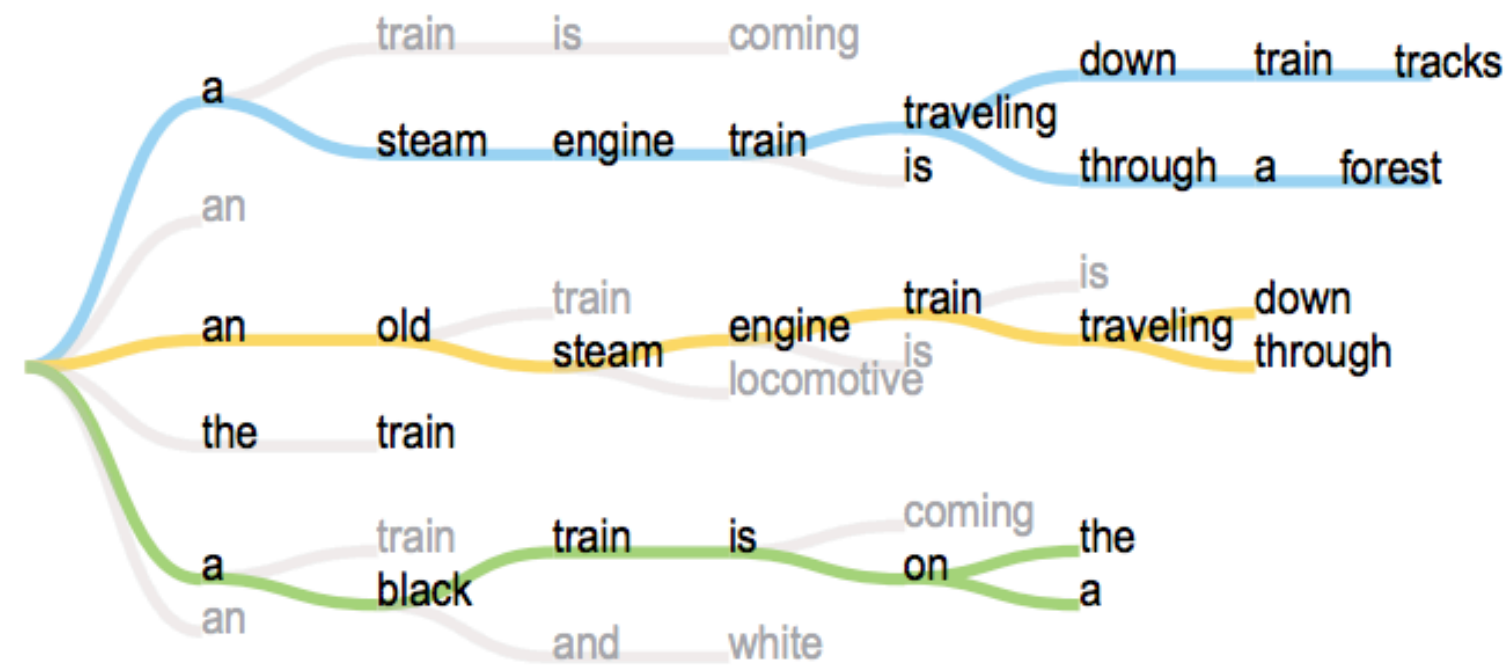 train is coming
a
down train tracks
traveling
steam engine train
is
through a forest
an
is
train
train
down
an old
engine
traveling
steam
is
through
locomotive
the train
coming
train
train is
the
a
on
black
a
an
and white